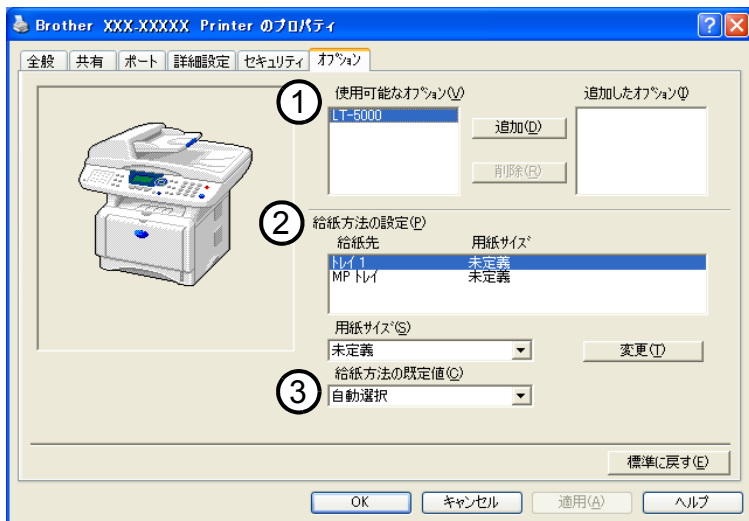 Brother XXX-XXXXX Printer のプロパティ
全般 共有 ポート 詳細設定 セキュリティ オプション
① 使用可能なオプション(V) 追加したオプション(I)
LT-5000
追加(D)
削除(R)
② 給紙方法の設定(P)
給紙先 用紙サイズ
トレイ 1 未定義
MP トレイ 未定義
用紙サイズ(S)
未定義 変更(T)
給紙方法の既定値(C)
③ 自動選択
標準に戻す(E)
OK キャンセル 適用(A) ヘルプ